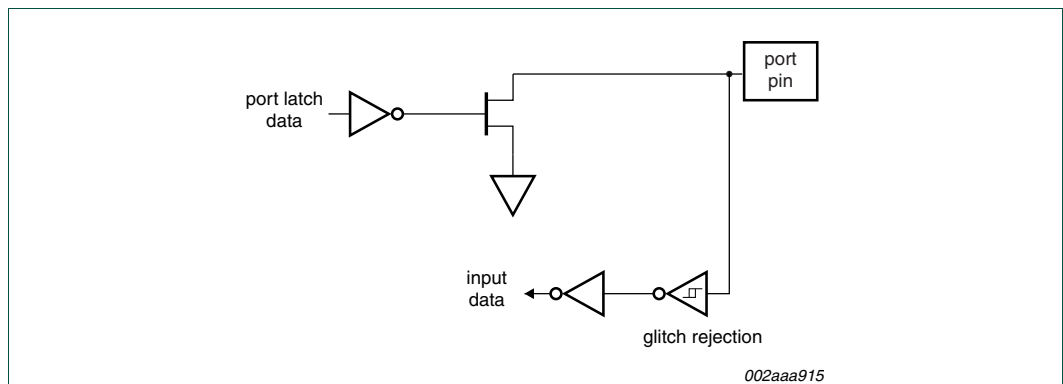 port
pin
port latch
data
input
data
glitch rejection
002aaa915